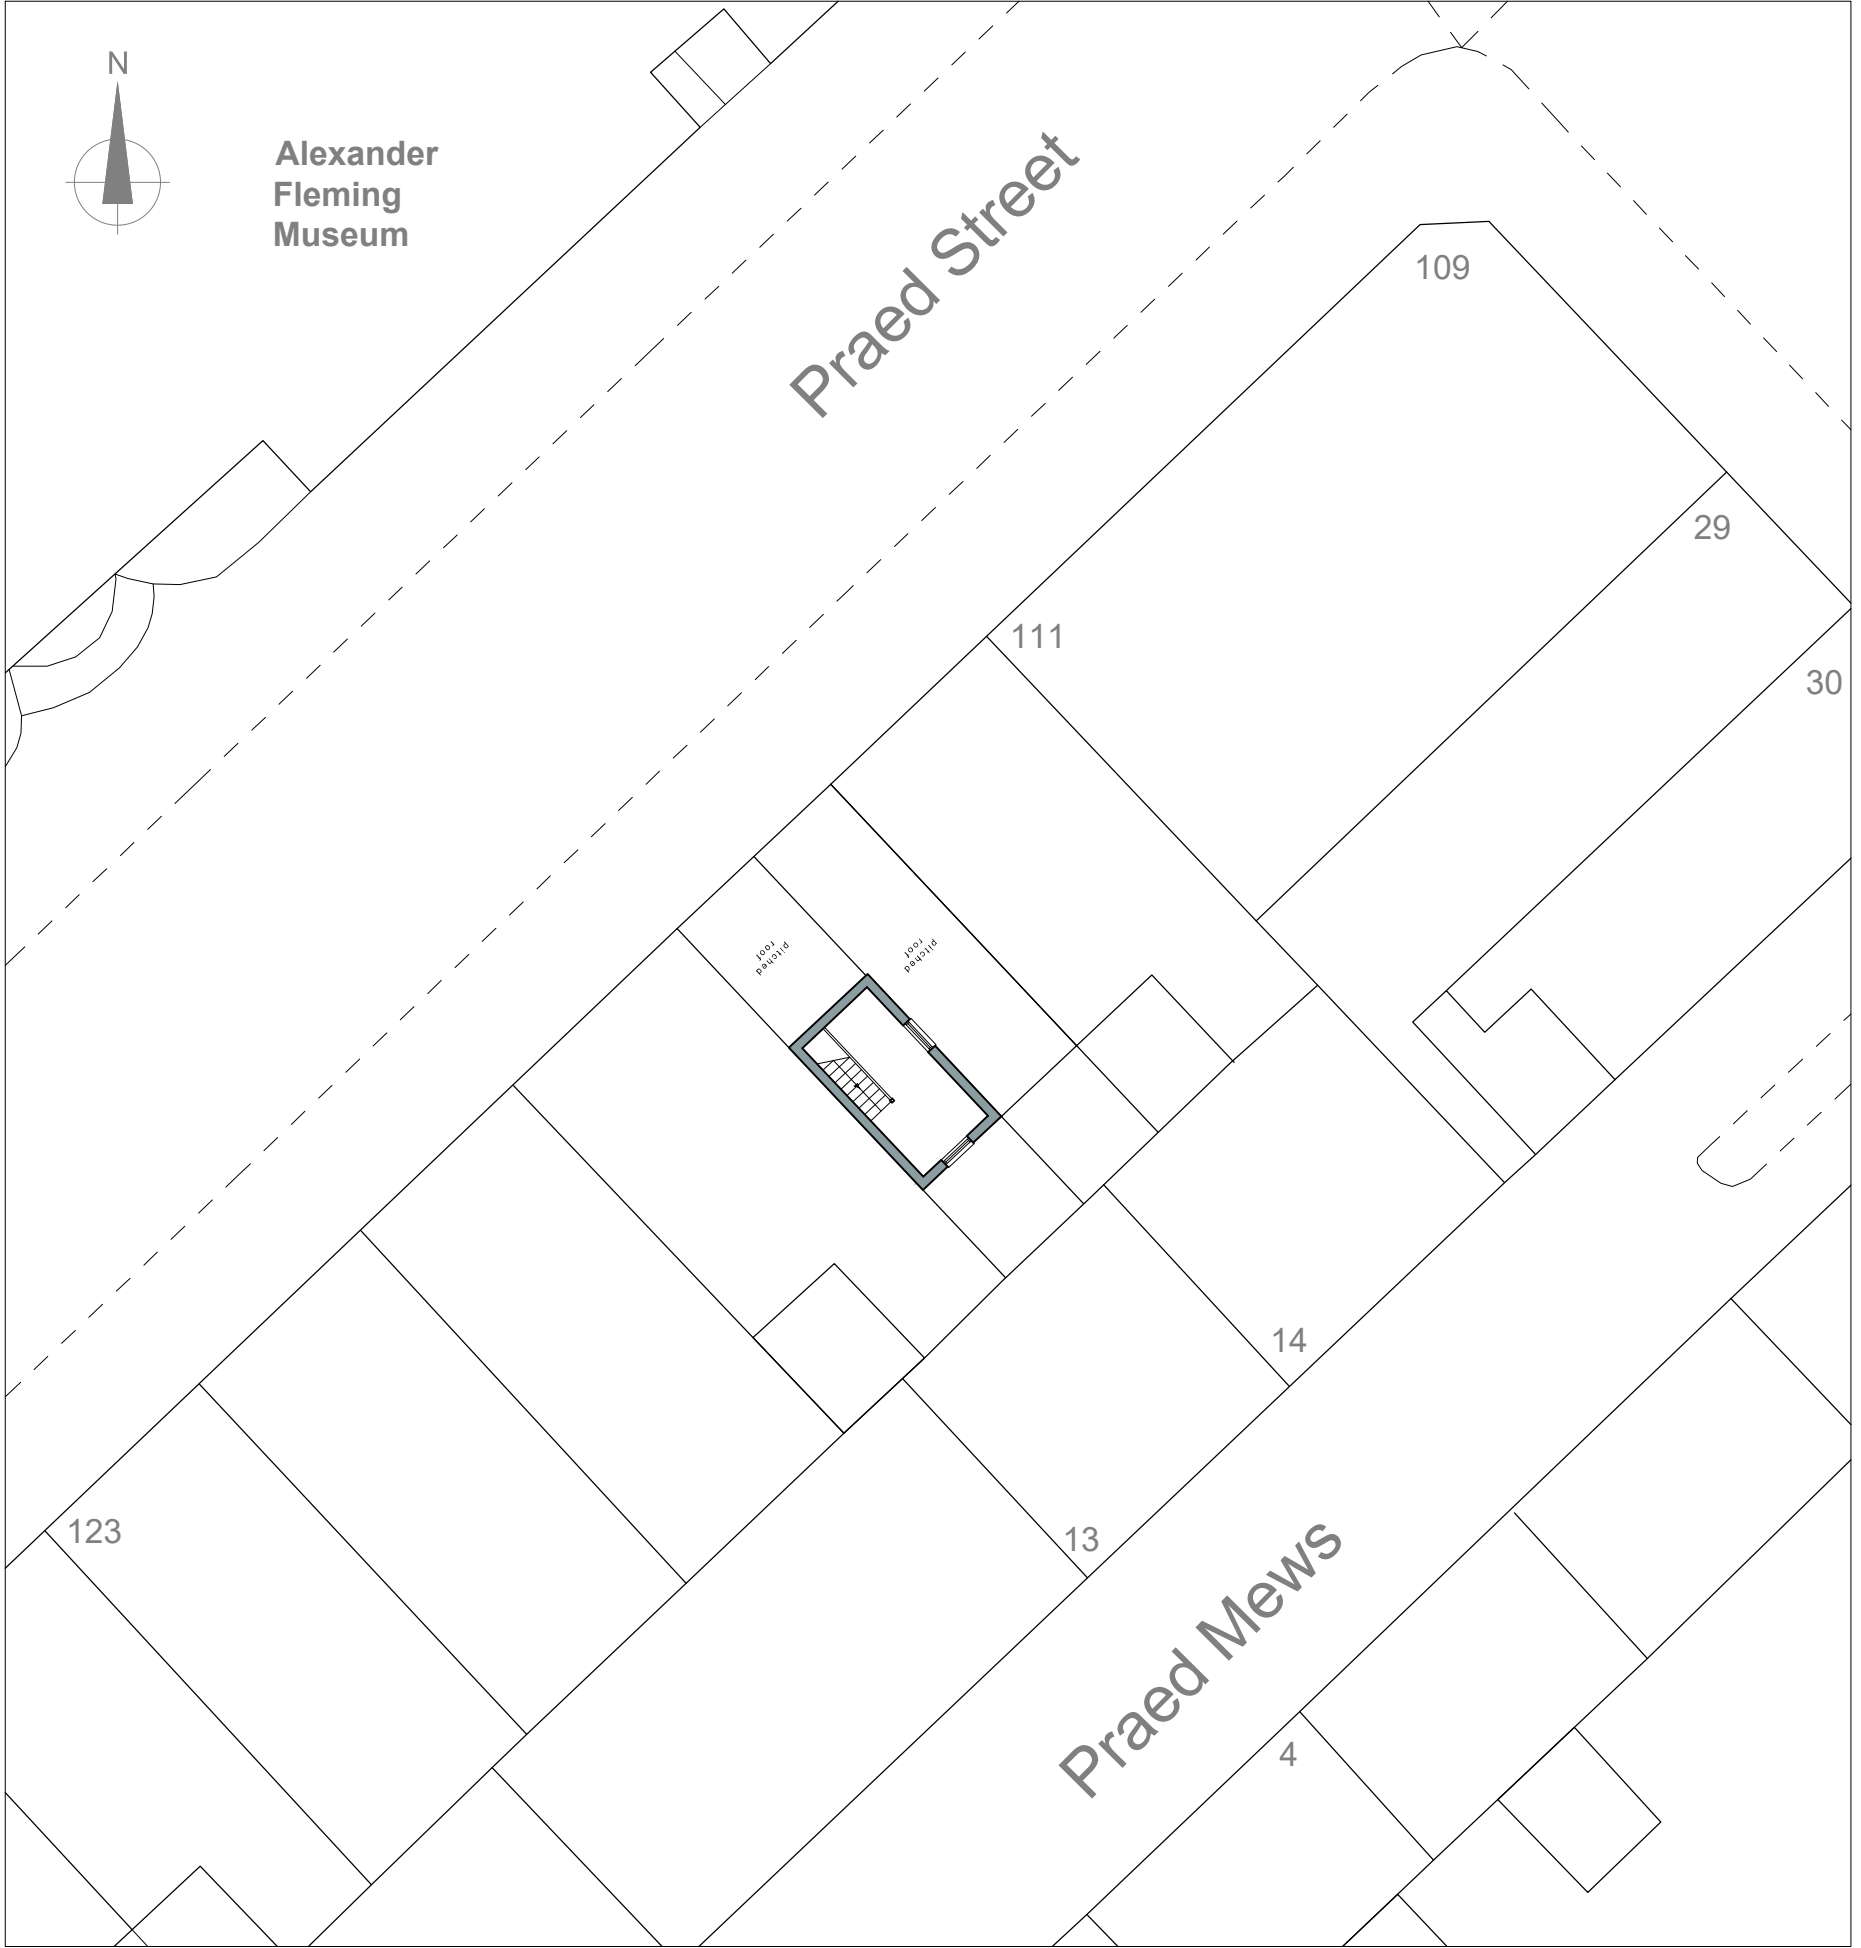 N
Alexander
Fleming
Museum
Praed Street
109
29
111
30
pitched
roof
pitched
roof
14
13
123
Praed Mews
4